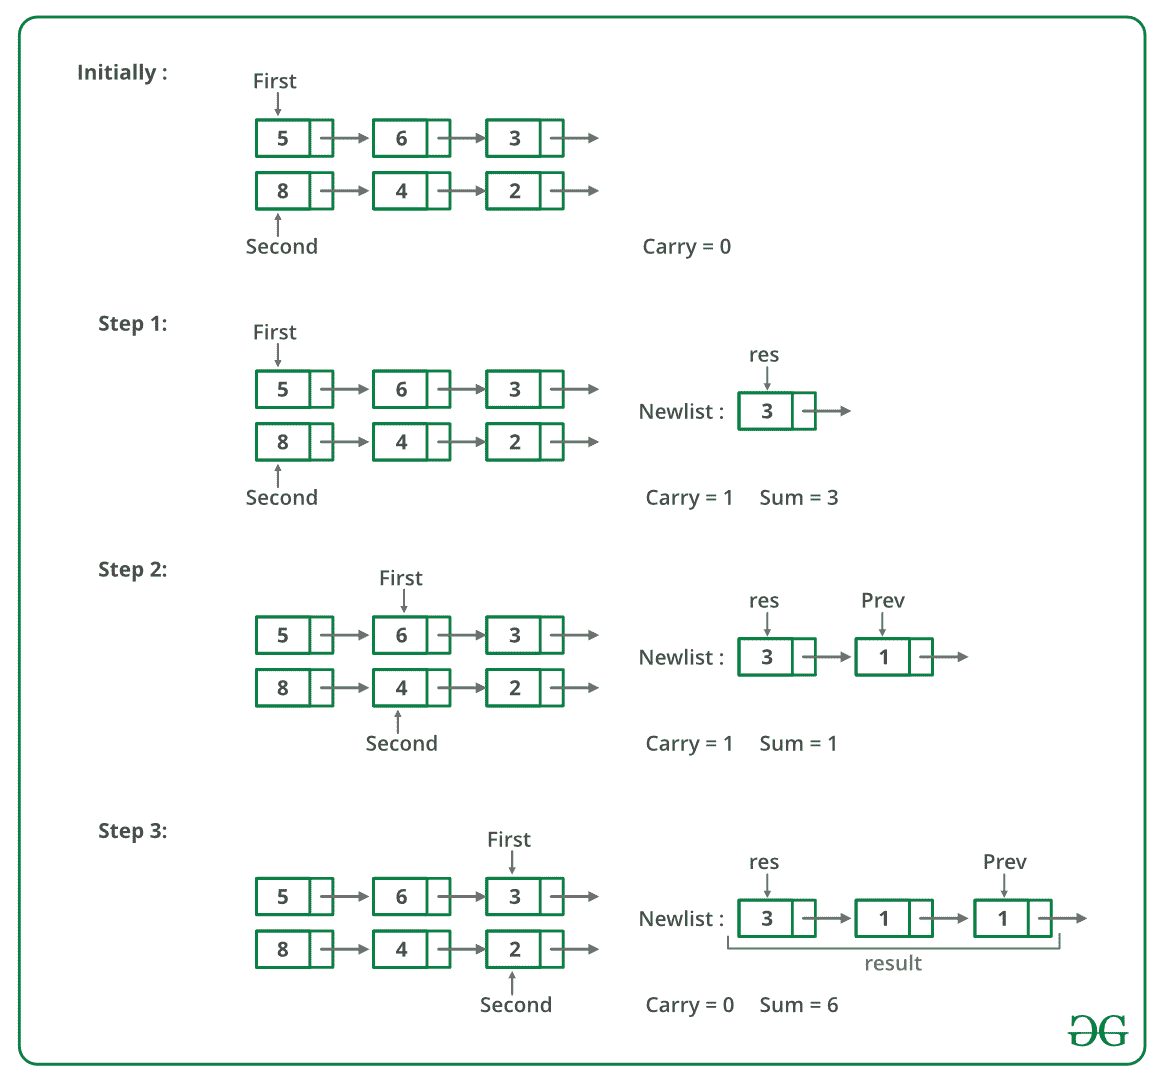 Initially :
First
5 6 3
8 4 2
Second
Carry = 0
Step 1:
First
5 6 3
8 4 2
Second
res
Newlist : 3
Carry = 1 Sum = 3
Step 2:
First
5 6 3
8 4 2
Second
res Prev
Newlist : 3 1
Carry = 1 Sum = 1
Step 3:
First
5 6 3
8 4 2
Second
res Prev
Newlist : 3 1 1
result
Carry = 0 Sum = 6
GG